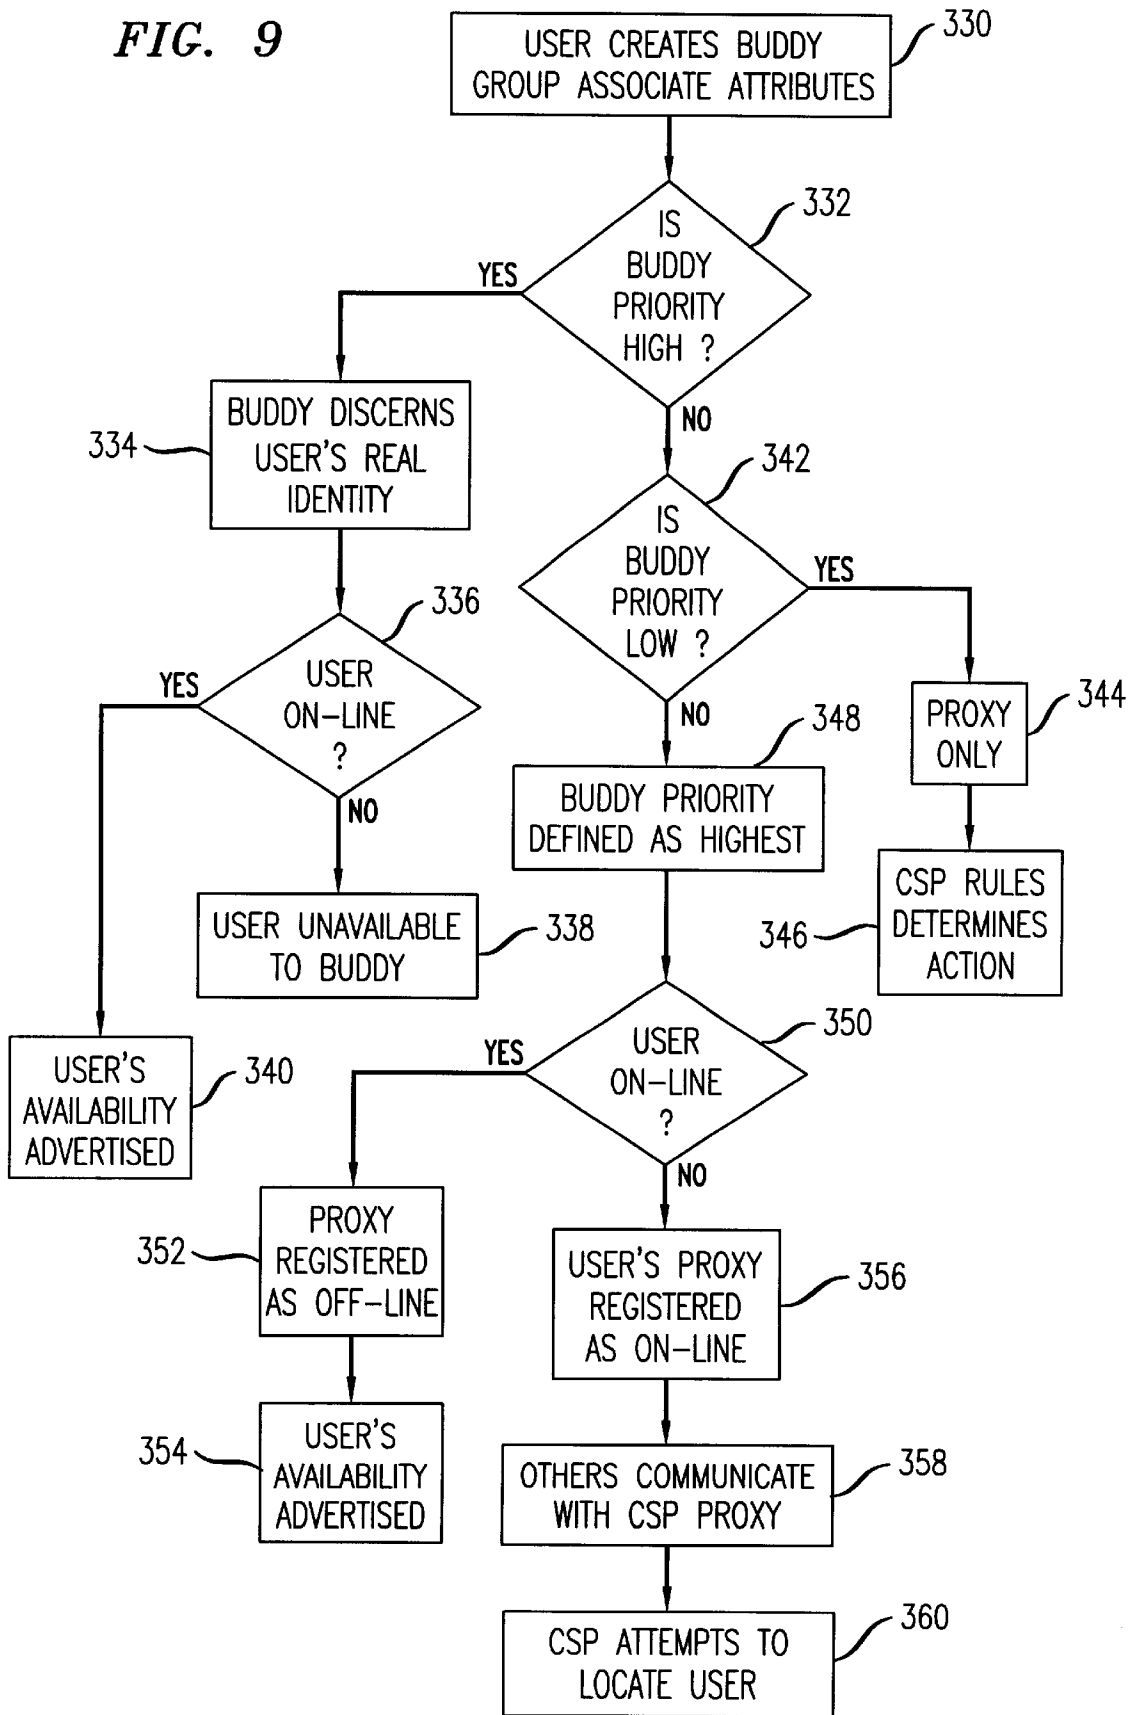 FIG. 9
USER CREATES BUDDY
GROUP ASSOCIATE ATTRIBUTES
330
IS
BUDDY
PRIORITY
HIGH ?
332
YES
NO
BUDDY DISCERNS
USER'S REAL
IDENTITY
334
IS
BUDDY
PRIORITY
LOW ?
342
YES
NO
USER
ON-LINE
?
336
YES
NO
PROXY
ONLY
344
BUDDY PRIORITY
DEFINED AS HIGHEST
348
CSP RULES
DETERMINES
ACTION
346
USER UNAVAILABLE
TO BUDDY
338
USER'S
AVAILABILITY
ADVERTISED
340
USER
ON-LINE
?
350
YES
NO
PROXY
REGISTERED
AS OFF-LINE
352
USER'S PROXY
REGISTERED
AS ON-LINE
356
USER'S
AVAILABILITY
ADVERTISED
354
OTHERS COMMUNICATE
WITH CSP PROXY
358
CSP ATTEMPTS TO
LOCATE USER
360